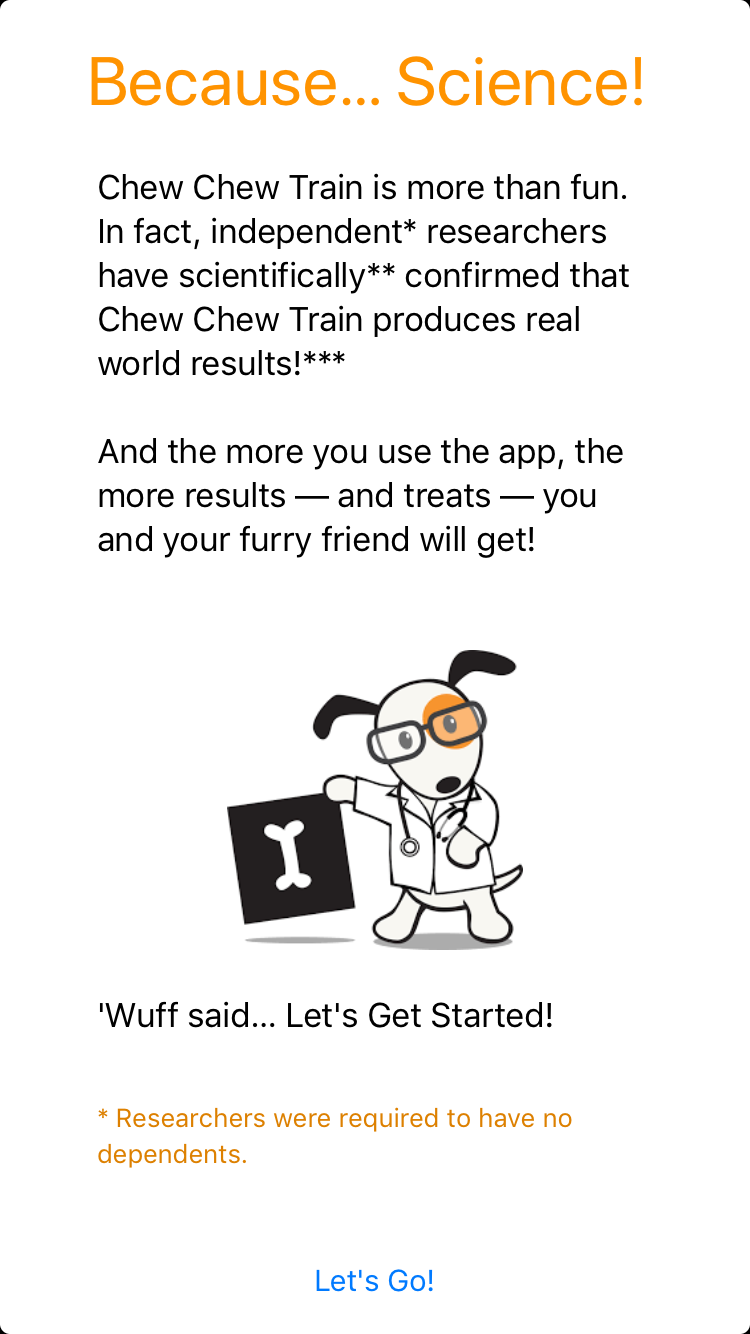 Because... Science!
Chew Chew Train is more than fun.
In fact, independent* researchers
have scientifically** confirmed that
Chew Chew Train produces real
world results!***
And the more you use the app, the
more results — and treats — you
and your furry friend will get!
'Wuff said... Let's Get Started!
* Researchers were required to have no
dependents.
Let's Go!